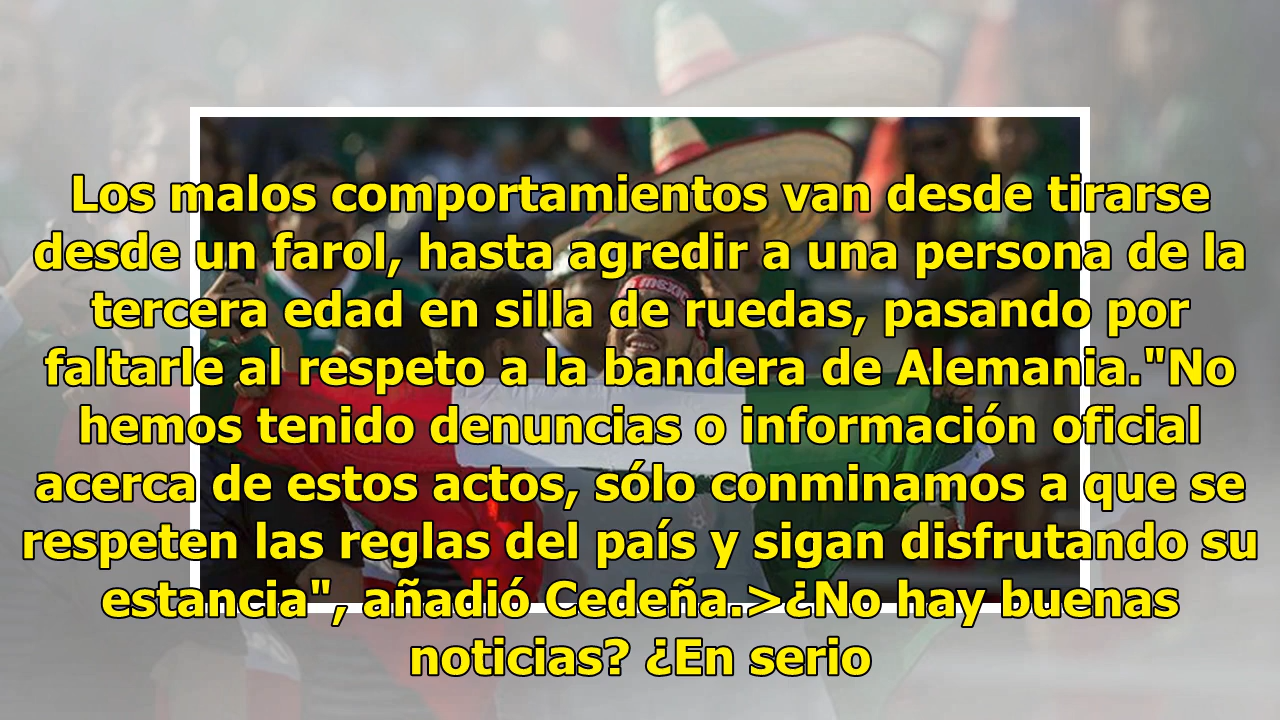 Los malos comportamientos van desde tirarse
desde un farol, hasta agredir a una persona de la
tercera edad en silla de ruedas, pasando por
faltarle al respeto a la bandera de Alemania."No
hemos tenido denuncias o información oficial
acerca de estos actos, sólo conminamos a que se
respeten las reglas del país y sigan disfrutando su
estancia", añadió Cedeña.>¿No hay buenas
noticias? ¿En serio